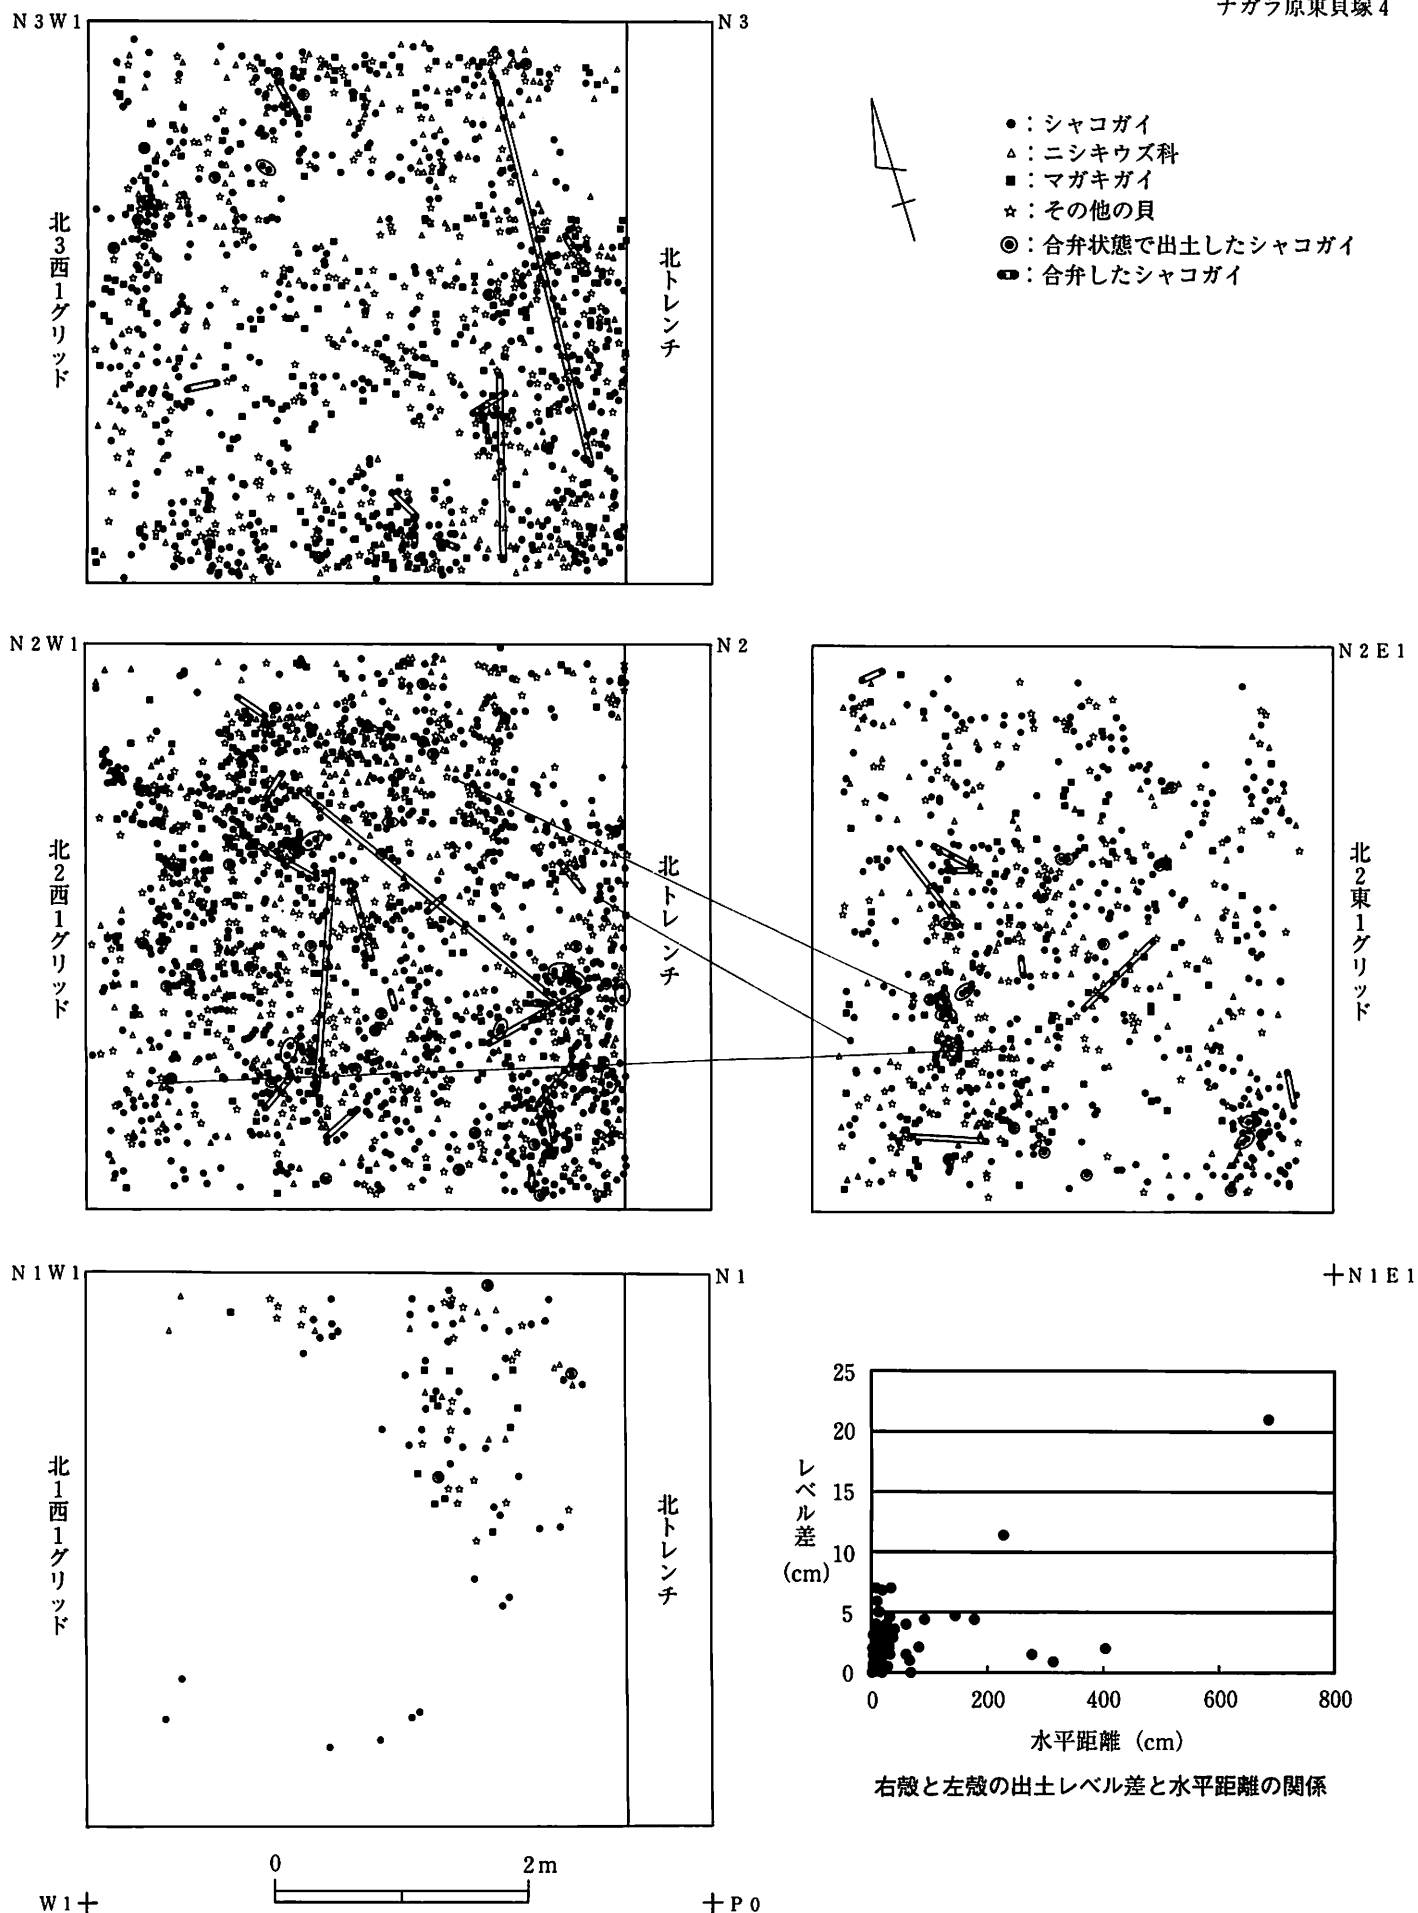 ナガラ原東貝塚4
N3W1
N3
●：シャコガイ
△：ニシキウズ科
■：マガキガイ
☆：その他の貝
◉：合弁状態で出土したシャコガイ
：合弁したシャコガイ
北3西1グリッド
北トレンチ
N2W1
N2
N2E1
北2西1グリッド
北トレンチ
北2東1グリッド
N1W1
N1
N1E1
北1西1グリッド
北トレンチ
25
20
15
10
5
0
レベル差
(cm)
0 200 400 600 800
水平距離 (cm)
右殻と左殻の出土レベル差と水平距離の関係
0 2m
W1
P0